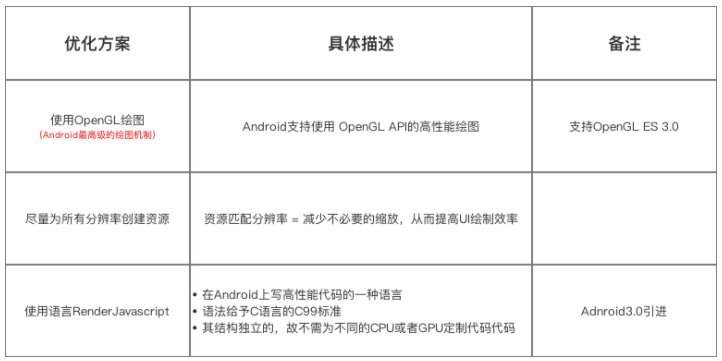 优化方案
具体描述
备注
使用OpenGL绘图
（Android最高级的绘图机制）
Android支持使用 OpenGL API的高性能绘图
支持OpenGL ES 3.0
尽量为所有分辨率创建资源
资源匹配分辨率 = 减少不必要的缩放，从而提高UI绘制效率
使用语言RenderJavascript
• 在Android上写高性能代码的一种语言
• 语法给予C语言的C99标准
• 其结构独立的，故不需为不同的CPU或者GPU定制代码代码
Adnroid3.0引进